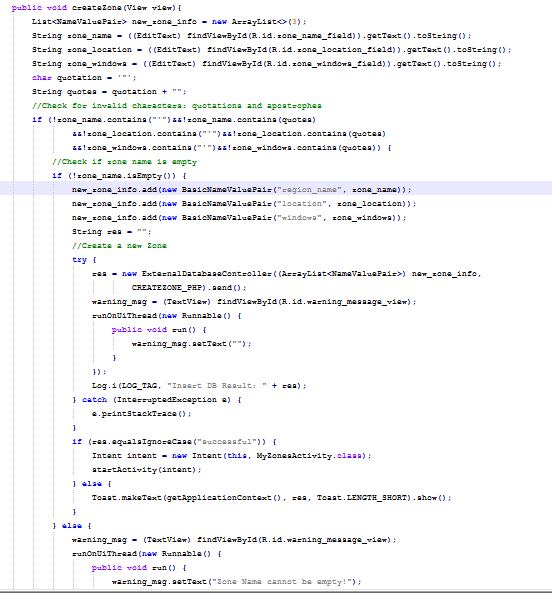 public void createZone(View view){
List<NameValuePair> new_zone_info = new ArrayList<>(3);
String zone_name = ((EditText) findViewById(R.id.zone_name_field)).getText().toString();
String zone_location = ((EditText) findViewById(R.id.zone_location_field)).getText().toString();
String zone_windows = ((EditText) findViewById(R.id.zone_windows_field)).getText().toString();
char quotation = '"';
String quotes = quotation + "";
//Check for invalid characters: quotations and apostrophes
if (!zone_name.contains("'")&&!zone_name.contains(quotes)
&&!zone_location.contains("'")&&!zone_location.contains(quotes)
&&!zone_windows.contains("'")&&!zone_windows.contains(quotes)) {
//Check if zone name is empty
if (!zone_name.isEmpty()) {
new_zone_info.add(new BasicNameValuePair("region_name", zone_name));
new_zone_info.add(new BasicNameValuePair("location", zone_location));
new_zone_info.add(new BasicNameValuePair("windows", zone_windows));
String res = "";
//Create a new Zone
try {
res = new ExternalDatabaseController((ArrayList<NameValuePair>) new_zone_info,
CREATEZONE_PHP).send();
warning_msg = (TextView) findViewById(R.id.warning_message_view);
runOnUiThread(new Runnable() {
public void run() {
warning_msg.setText("");
}
});
Log.i(LOG_TAG, "Insert DB Result: " + res);
} catch (InterruptedException e) {
e.printStackTrace();
}
if (res.equalsIgnoreCase("successful")) {
Intent intent = new Intent(this, MyZonesActivity.class);
startActivity(intent);
} else {
Toast.makeText(getApplicationContext(), res, Toast.LENGTH_SHORT).show();
}
} else {
warning_msg = (TextView) findViewById(R.id.warning_message_view);
runOnUiThread(new Runnable() {
public void run() {
warning_msg.setText("Zone Name cannot be empty!");